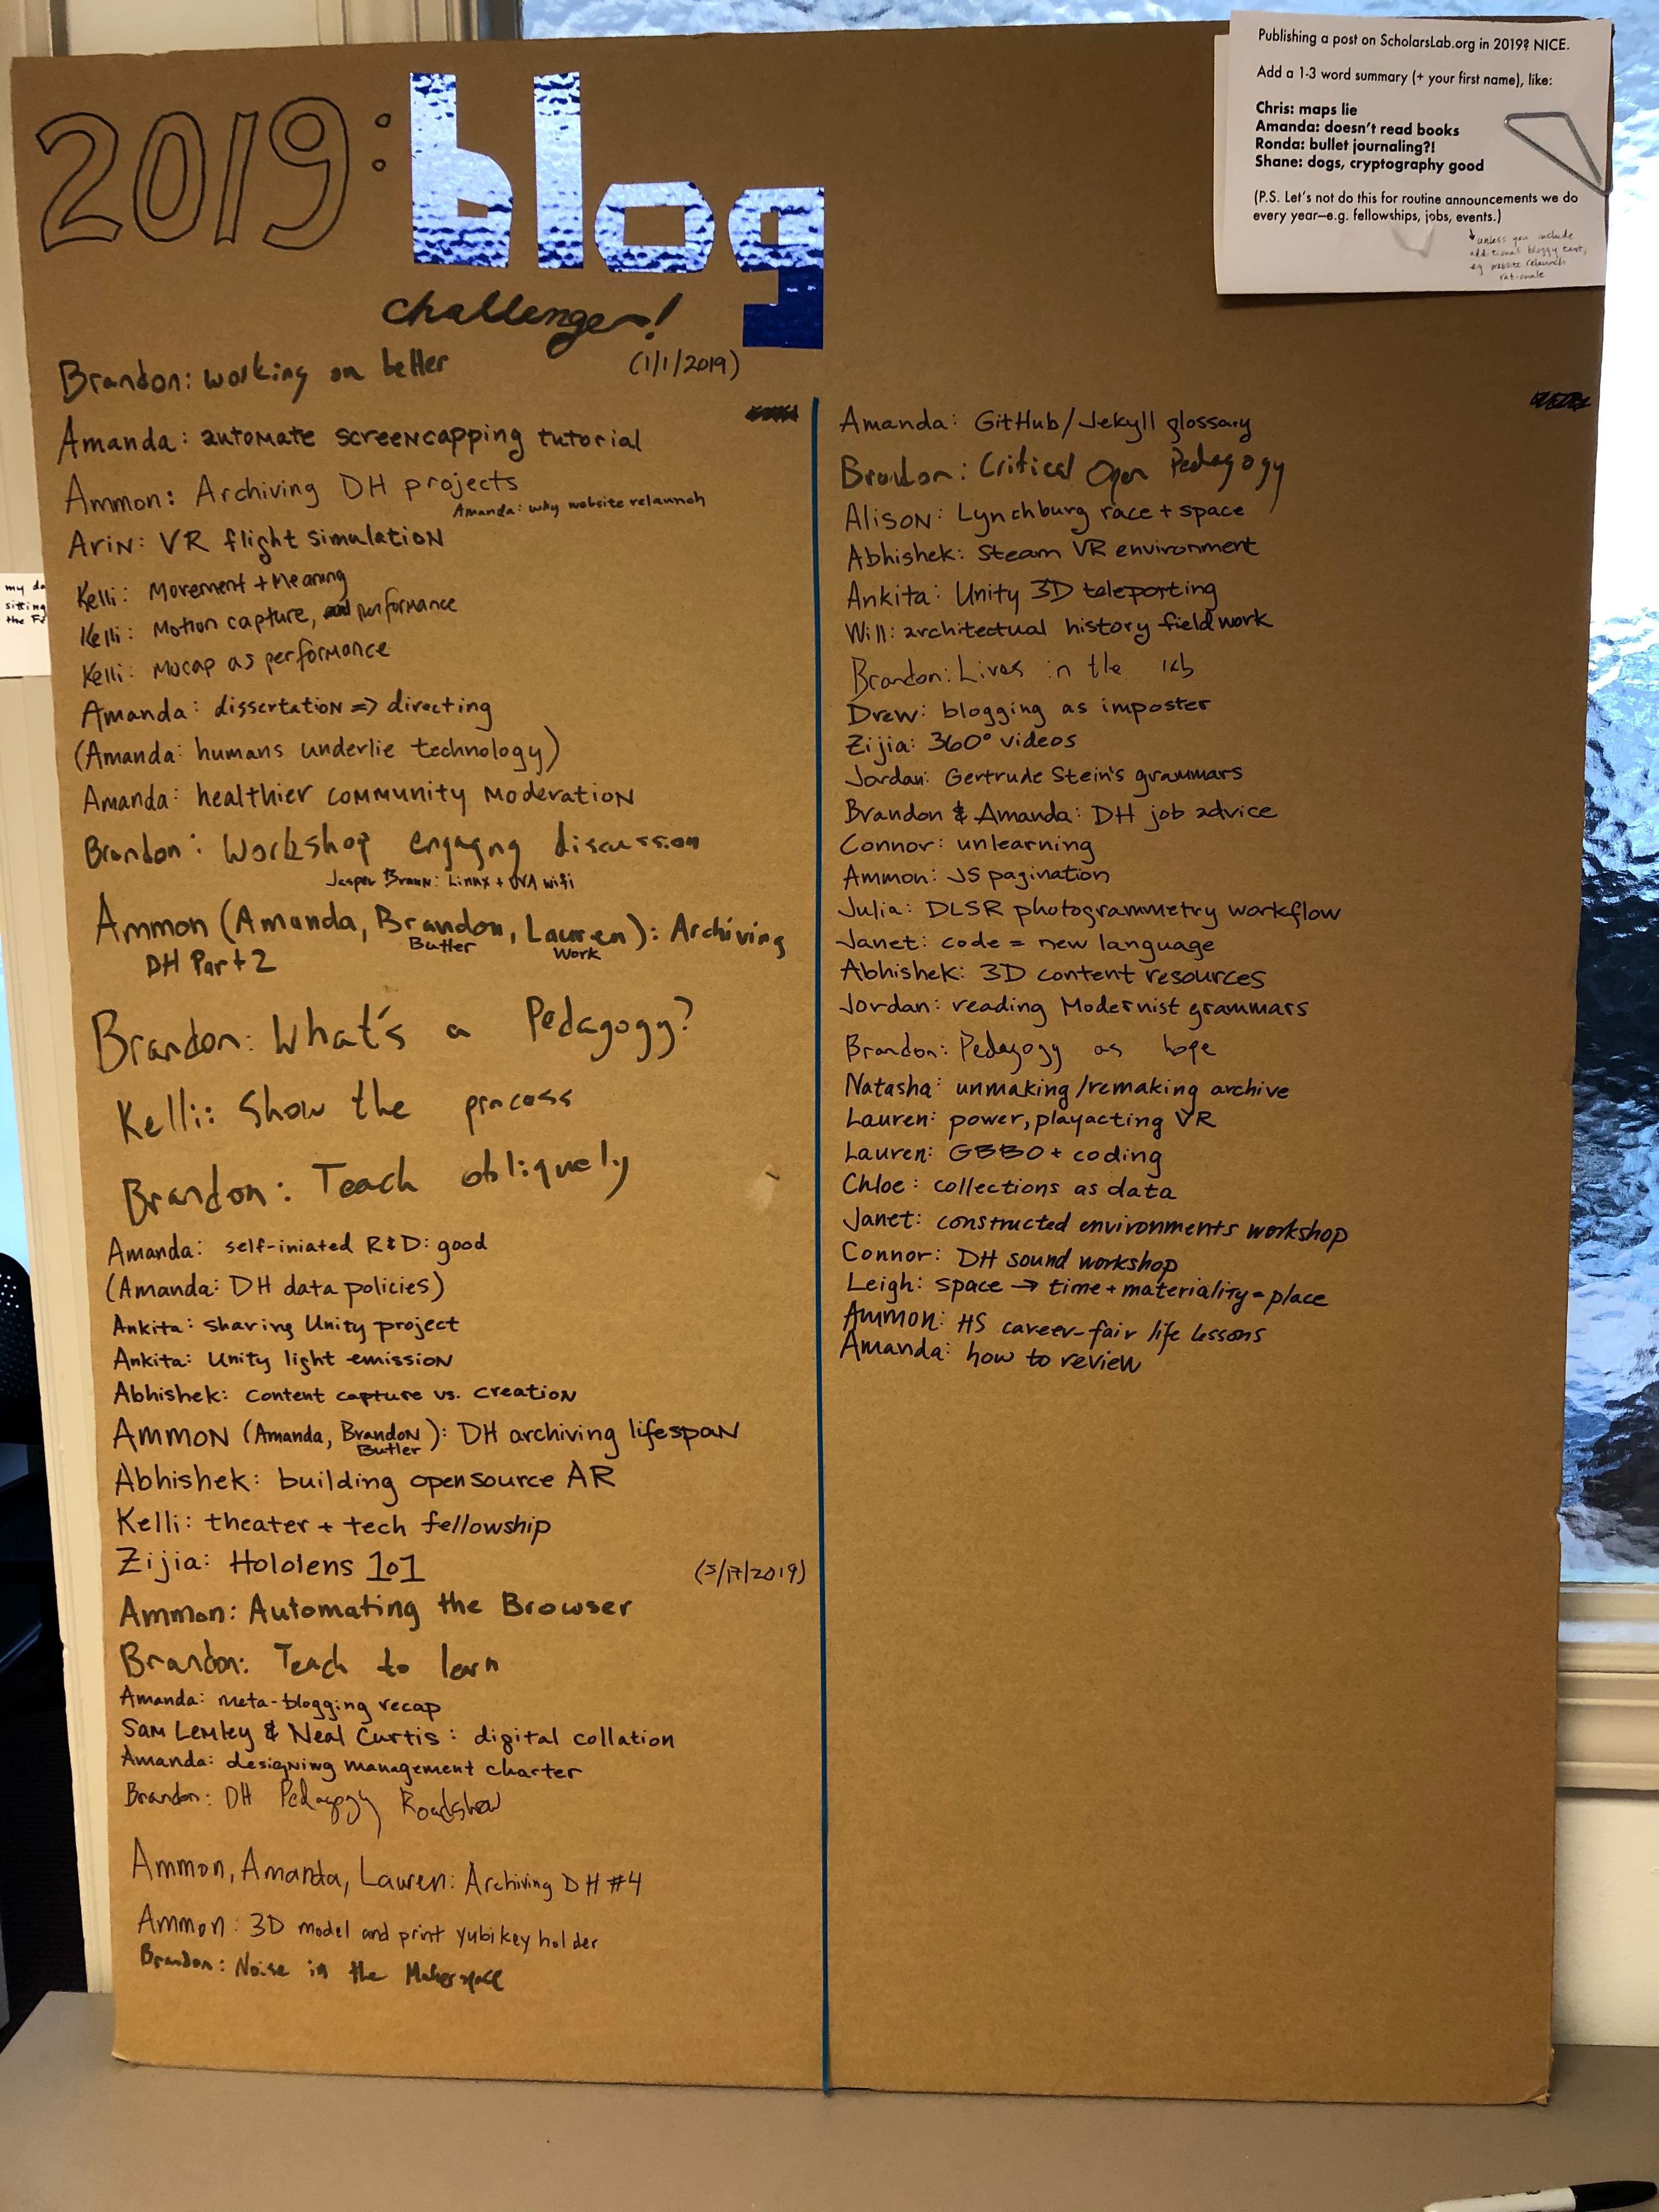 2019: blog
challenge!
Publishing a post on ScholarsLab.org in 2019? NICE.
Add a 1-3 word summary (+ your first name), like:
Chris: maps lie
Amanda: doesn't read books
Ronda: bullet journaling?!
Shane: dogs, cryptography good
(P.S. Let's not do this for routine announcements we do
every year—e.g. fellowships, jobs, events.)
↓ unless you include
additional bloggy text,
eg website relaunch
rationale
my
sitting
the
Brandon: working on better (1/1/2019)
Amanda: automate screencapping tutorial
Ammon: Archiving DH projects
Amanda: why website relaunch
Arin: VR flight simulation
Kelli: Movement + Meaning
Kelli: Motion capture, performance
Kelli: Mocap as performance
Amanda: dissertation => directing
(Amanda: humans underlie technology)
Amanda: healthier community moderation
Brandon: Workshop engagng discussion
Jasper Braun: Linux + UVA wifi
Ammon (Amanda, Brandon, Lauren): Archiving
Butler Work
DH Part 2
Brandon: What's a Pedagogy?
Kelli: Show the process
Brandon: Teach obliquely
Amanda: self-iniated R&D: good
(Amanda: DH data policies)
Ankita: sharing Unity project
Ankita: Unity light emission
Abhishek: content capture vs. creation
Ammon (Amanda, Brandon): DH archiving lifespan
Butler
Abhishek: building opensource AR
Kelli: theater + tech fellowship
Zijia: Hololens 101 (5/17/2019)
Ammon: Automating the Browser
Brandon: Teach to learn
Amanda: meta-blogging recap
Sam Lemley & Neal Curtis: digital collation
Amanda: designing management charter
Brandon: DH Pedagogy Roadshow
Ammon, Amanda, Lauren: Archiving DH #4
Ammon: 3D model and print yubikey holder
Brandon: Noise in the Makerspace
Amanda: GitHub/Jekyll glossary
Brandon: Critical Open Pedagogy
Alison: Lynchburg race + space
Abhishek: Steam VR environment
Ankita: Unity 3D teleporting
Will: architectual history fieldwork
Brandon: Lives in the lab
Drew: blogging as imposter
Zijia: 360° videos
Jordan: Gertrude Stein's grammars
Brandon & Amanda: DH job advice
Connor: unlearning
Ammon: JS pagination
Julia: DLSR photogrammetry workflow
Janet: code = new language
Abhishek: 3D content resources
Jordan: reading Modernist grammars
Brandon: Pedagogy as hope
Natasha: unmaking/remaking archive
Lauren: power, playacting VR
Lauren: GBBO + coding
Chloe: collections as data
Janet: constructed environments workshop
Connor: DH sound workshop
Leigh: space → time + materiality = place
Ammon: HS career-fair life lessons
Amanda: how to review